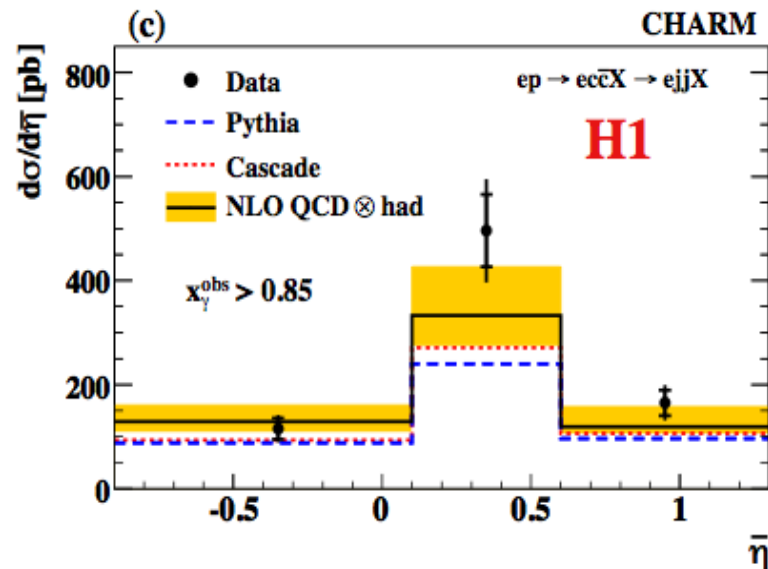 (c)
CHARM
dσ/dη̅ [pb]
800
600
400
200
0
Data
Pythia
Cascade
NLO QCD ⊗ had
ep → ecc̅X → ejjX
H1
xγ^obs > 0.85
-0.5
0
0.5
1
η̅